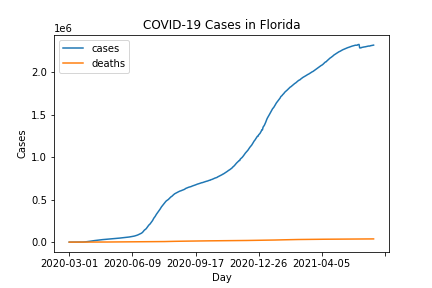 COVID-19 Cases in Florida
1e6
cases
deaths
2.0
1.5
1.0
0.5
0.0
Cases
2020-03-01 2020-06-09 2020-09-17 2020-12-26 2021-04-05
Day